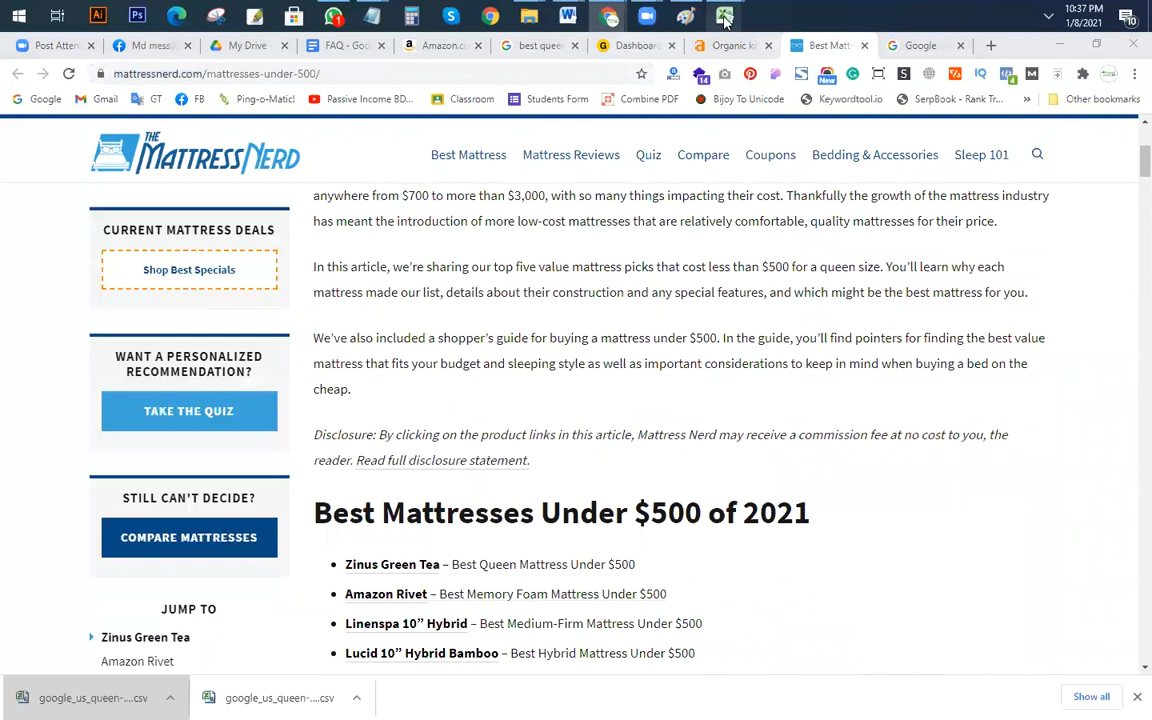 10:37 PM
1/8/2021
10
Post Atten
Md mess
My Drive -
FAQ - Goo
Amazon.co
best quee
Dashboard
Organic ke
Best Matt
Google
mattressnerd.com/mattresses-under-500/
14
New
Google
Gmail
GT
FB
Ping-o-Matic!
Passive Income BD...
Classroom
Students Form
Combine PDF
Bijoy To Unicode
Keywordtool.io
SerpBook - Rank Tr...
Other bookmarks
THE MATTRESS NERD
Best Mattress
Mattress Reviews
Quiz
Compare
Coupons
Bedding & Accessories
Sleep 101
anywhere from $700 to more than $3,000, with so many things impacting their cost. Thankfully the growth of the mattress industry
has meant the introduction of more low-cost mattresses that are relatively comfortable, quality mattresses for their price.
In this article, we're sharing our top five value mattress picks that cost less than $500 for a queen size. You'll learn why each
mattress made our list, details about their construction and any special features, and which might be the best mattress for you.
We've also included a shopper's guide for buying a mattress under $500. In the guide, you'll find pointers for finding the best value
mattress that fits your budget and sleeping style as well as important considerations to keep in mind when buying a bed on the
cheap.
Disclosure: By clicking on the product links in this article, Mattress Nerd may receive a commission fee at no cost to you, the
reader. Read full disclosure statement.
Best Mattresses Under $500 of 2021
Zinus Green Tea – Best Queen Mattress Under $500
Amazon Rivet – Best Memory Foam Mattress Under $500
Linenspa 10" Hybrid – Best Medium-Firm Mattress Under $500
Lucid 10" Hybrid Bamboo – Best Hybrid Mattress Under $500
CURRENT MATTRESS DEALS
Shop Best Specials
WANT A PERSONALIZED
RECOMMENDATION?
TAKE THE QUIZ
STILL CAN'T DECIDE?
COMPARE MATTRESSES
JUMP TO
Zinus Green Tea
Amazon Rivet
google_us_queen-....csv
google_us_queen-....csv
Show all